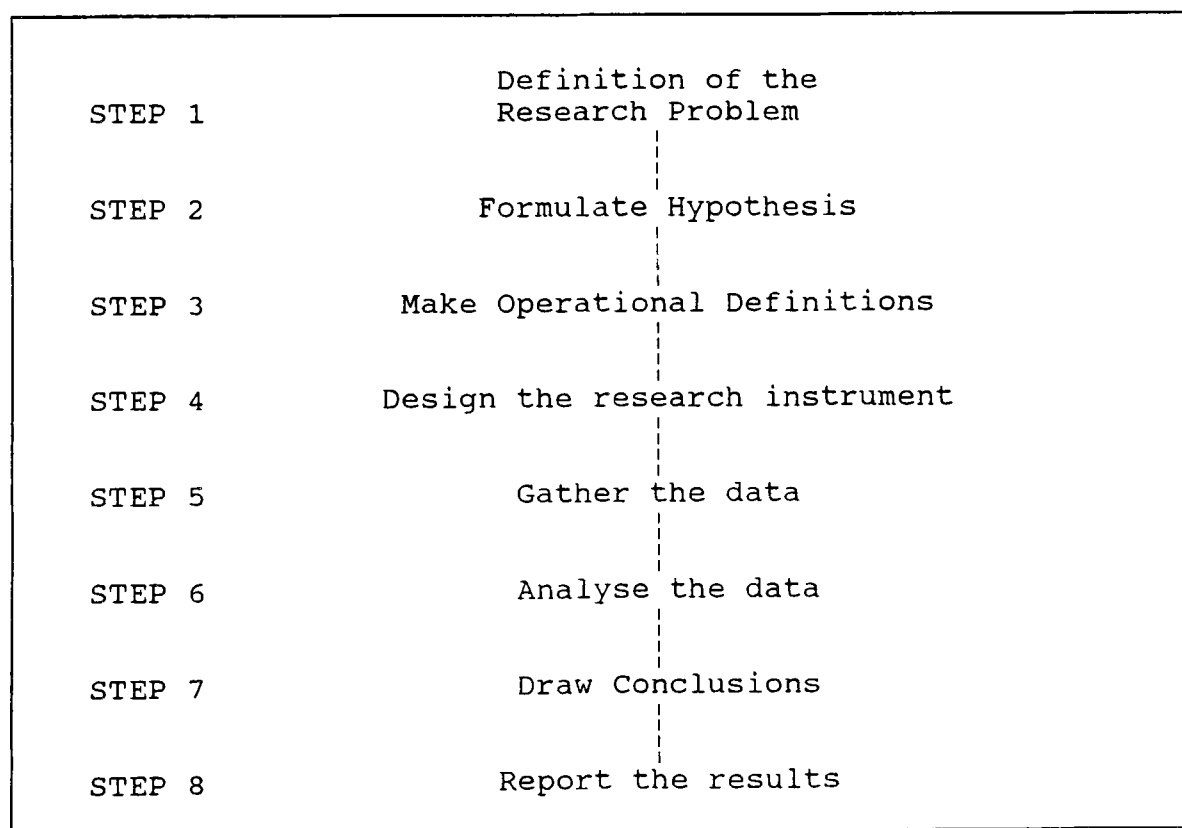 Definition of the
STEP 1 Research Problem
STEP 2 Formulate Hypothesis
STEP 3 Make Operational Definitions
STEP 4 Design the research instrument
STEP 5 Gather the data
STEP 6 Analyse the data
STEP 7 Draw Conclusions
STEP 8 Report the results